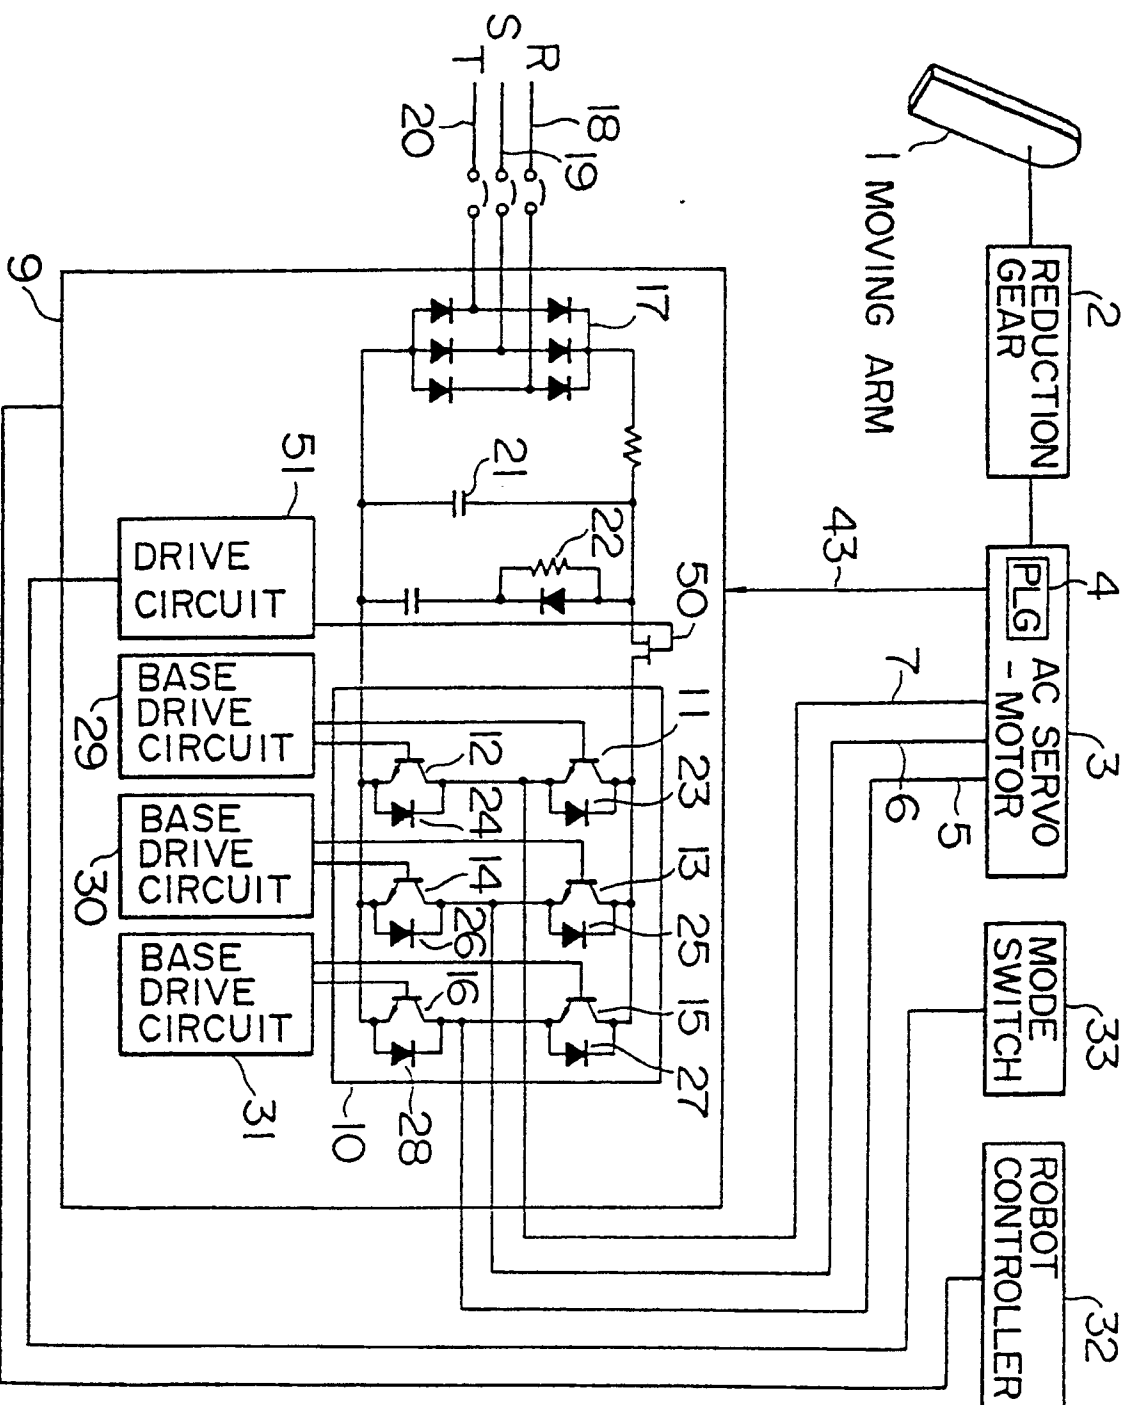 1 MOVING ARM
2
REDUCTION
GEAR
4
PLG
AC SERVO
- MOTOR
3
43
7
6
5
MODE
SWITCH
33
ROBOT
CONTROLLER
32
R
S
T
18
19
20
9
17
21
22
50
51
DRIVE
CIRCUIT
BASE
DRIVE
CIRCUIT
29
BASE
DRIVE
CIRCUIT
30
BASE
DRIVE
CIRCUIT
31
11
23
12
24
13
25
14
26
15
27
16
28
10